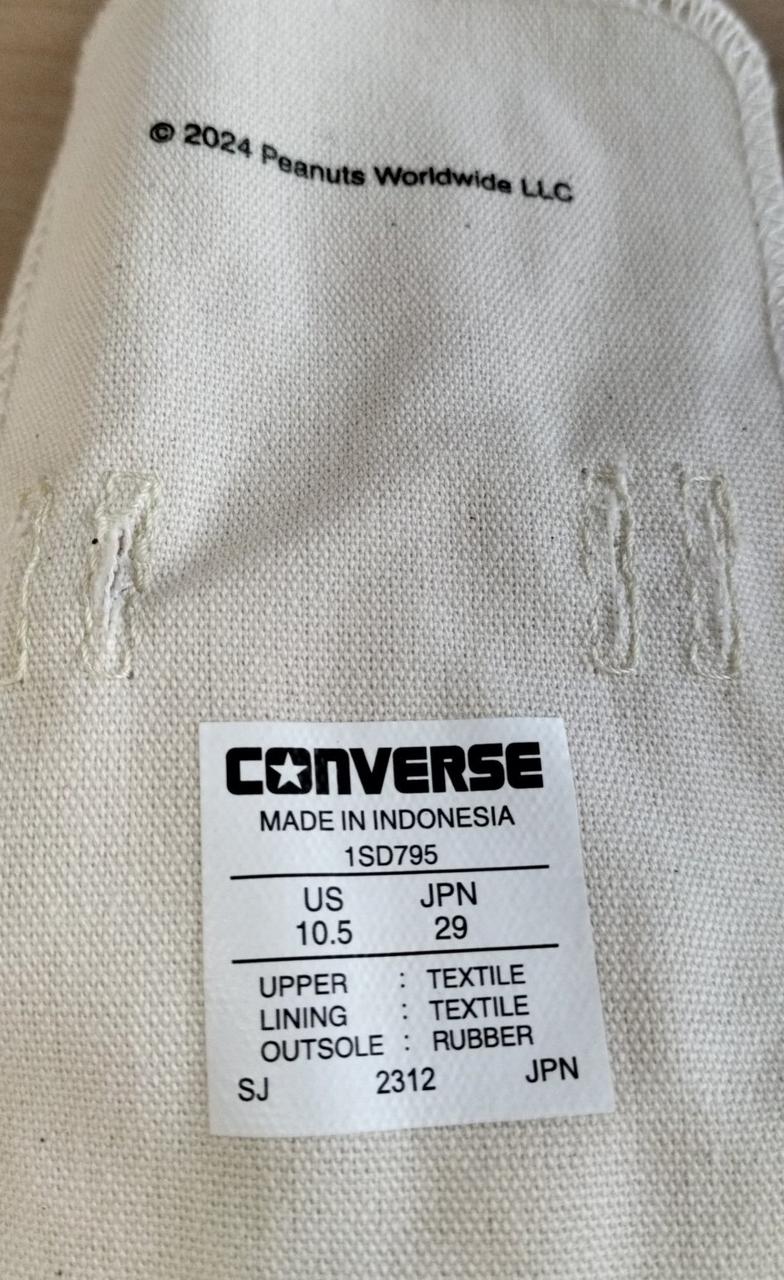 © 2024 Peanuts Worldwide LLC
CONVERSE
MADE IN INDONESIA
1SD795
US JPN
10.5 29
UPPER : TEXTILE
LINING : TEXTILE
OUTSOLE : RUBBER
SJ 2312 JPN